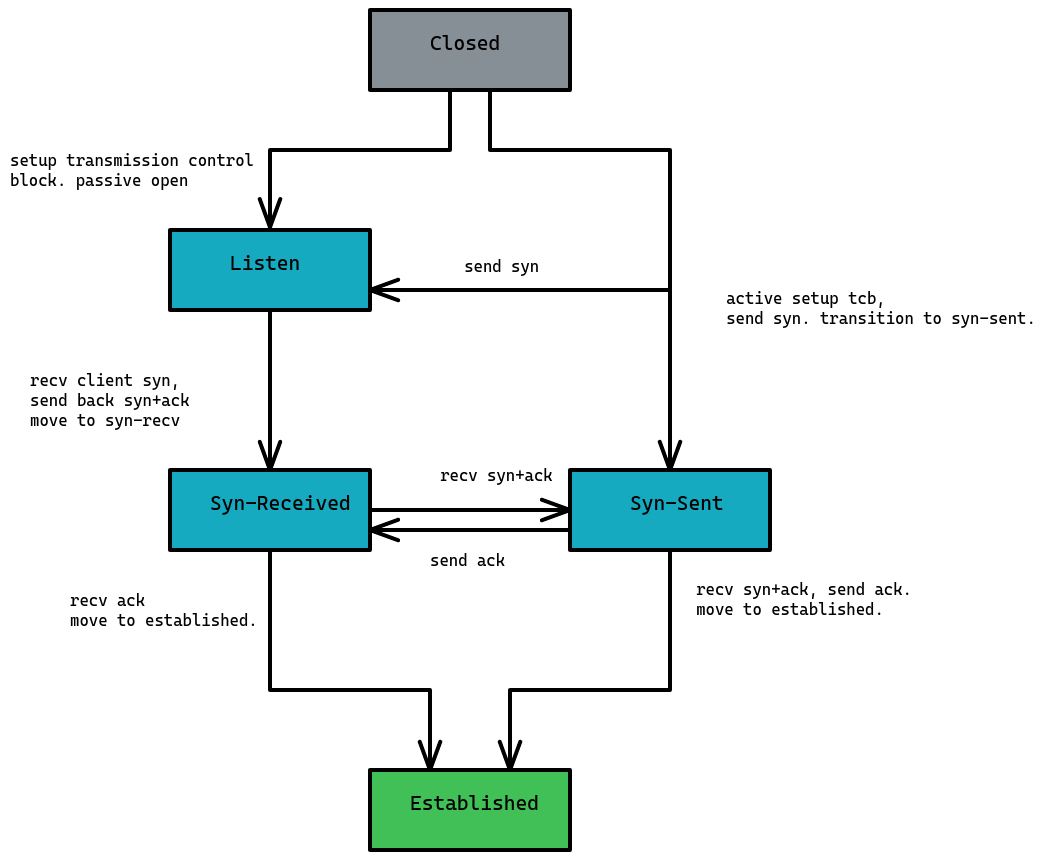 Closed
setup transmission control
block. passive open
Listen
send syn
active setup tcb,
send syn. transition to syn-sent.
recv client syn,
send back syn+ack
move to syn-recv
recv syn+ack
Syn-Received
Syn-Sent
send ack
recv ack
move to established.
recv syn+ack, send ack.
move to established.
Established